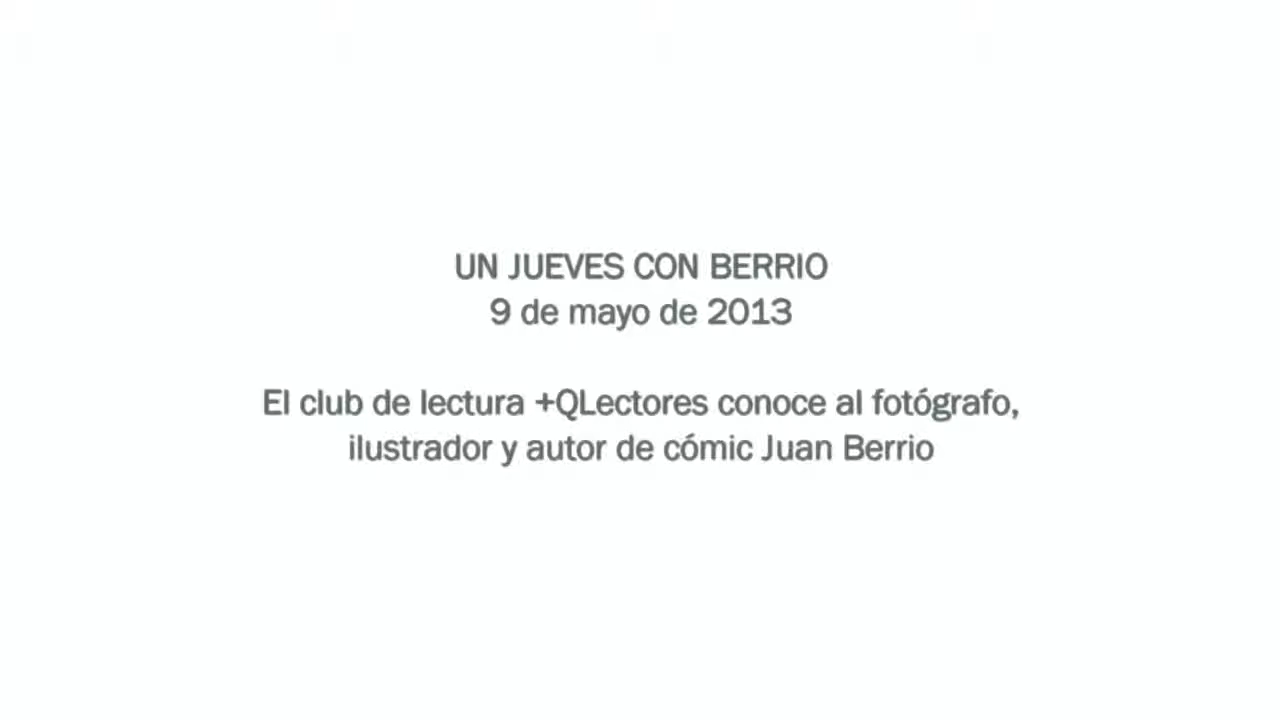 UN JUEVES CON BERRIO
9 de mayo de 2013
El club de lectura +QLectores conoce al fotógrafo,
ilustrador y autor de cómic Juan Berrio